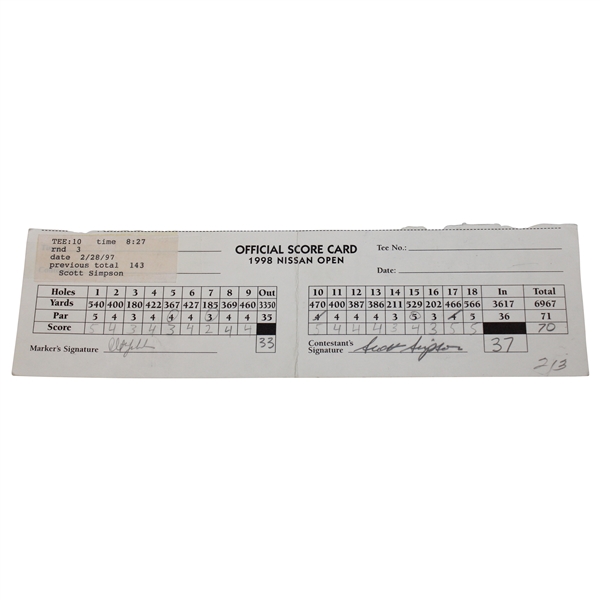 TEE:10 time 8:27
rnd 3
date 2/28/97
previous total 143
Scott Simpson
OFFICIAL SCORE CARD
1998 NISSAN OPEN
Tee No.:
Date:
Holes 1 2 3 4 5 6 7 8 9 Out
Yards 540 400 180 422 367 427 185 369 460 3350
Par 5 4 3 4 4 4 3 4 4 35
Score 5 4 3 4 3 4 2 4 4
33
Marker's Signature
10 11 12 13 14 15 16 17 18 In Total
470 400 387 386 211 529 202 466 566 3617 6967
4 4 4 4 3 5 3 4 5 36 71
5 4 4 4 3 4 3 5 5 70
Contestant's
Signature Scott Simpson 37
213